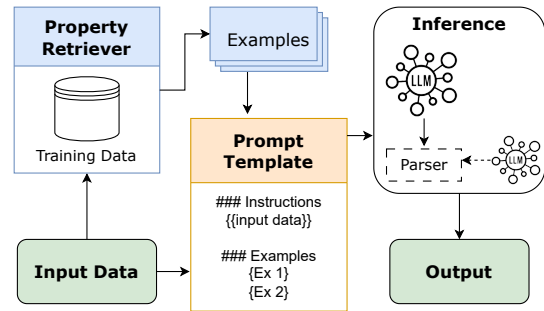 Property
Retriever
Training Data
Examples
Prompt
Template
### Instructions
{{input data}}
### Examples
{Ex 1}
{Ex 2}
Inference
LLM
Parser
LLM
Input Data
Output